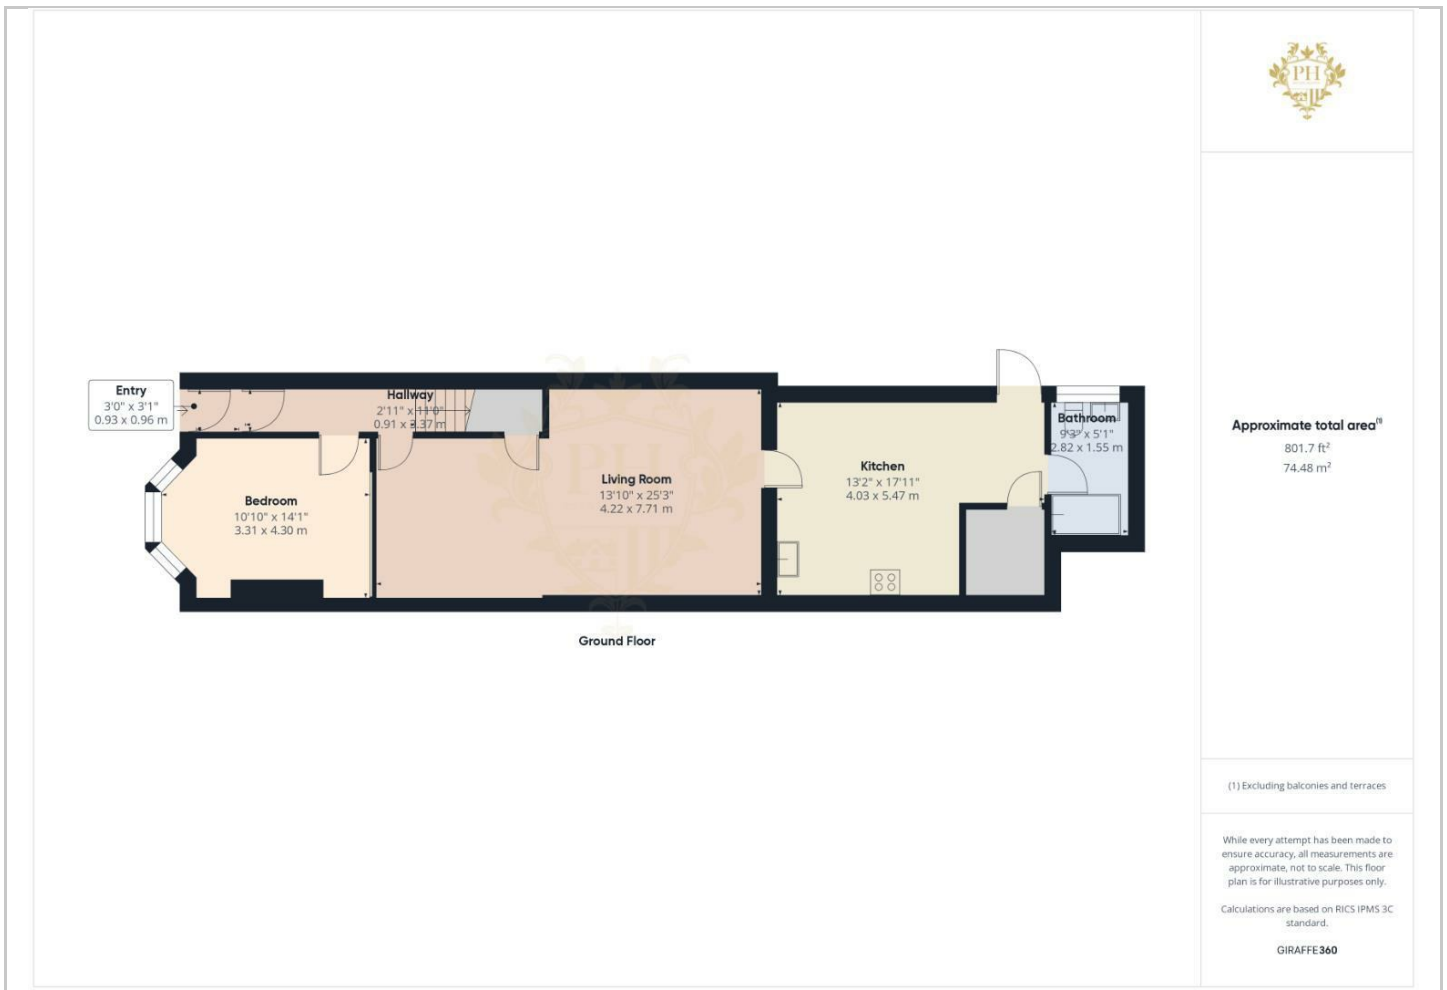 PH
Entry
3'0" x 3'1"
0.93 x 0.96 m
Hallway
2'11" x 11'0"
0.91 x 3.37 m
Bedroom
10'10" x 14'1"
3.31 x 4.30 m
PH
Living Room
13'10" x 25'3"
4.22 x 7.71 m
Kitchen
13'2" x 17'11"
4.03 x 5.47 m
Bathroom
9'3" x 5'1"
2.82 x 1.55 m
Ground Floor
Approximate total area(1)
801.7 ft²
74.48 m²
(1) Excluding balconies and terraces
While every attempt has been made to
ensure accuracy, all measurements are
approximate, not to scale. This floor
plan is for illustrative purposes only.
Calculations are based on RICS IPMS 3C
standard.
GIRAFFE360